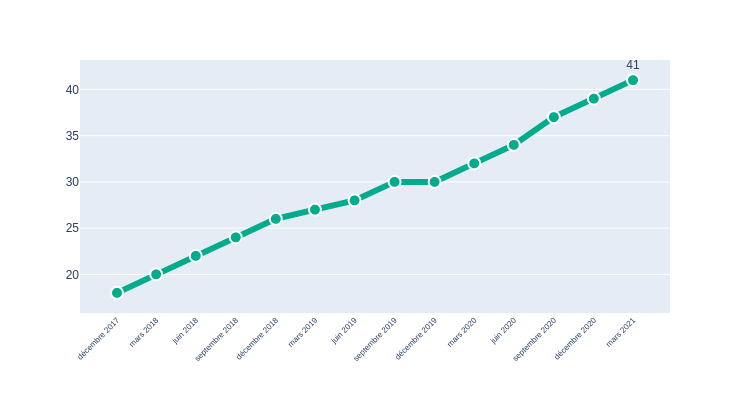 41
40
35
30
25
20
décembre 2017
mars 2018
juin 2018
septembre 2018
décembre 2018
mars 2019
juin 2019
septembre 2019
décembre 2019
mars 2020
juin 2020
septembre 2020
décembre 2020
mars 2021